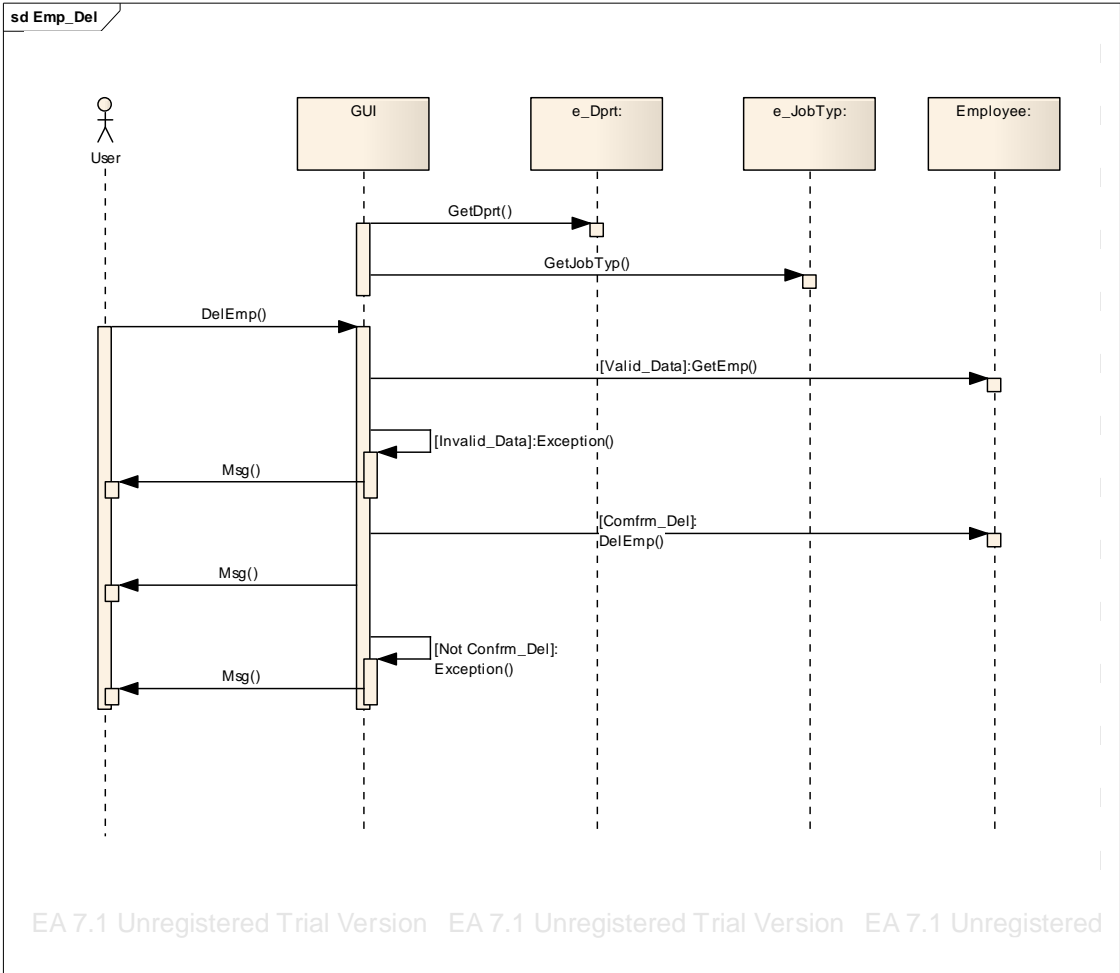 sd Emp_Del
User
GUI
e_Dprt:
e_JobTyp:
Employee:
GetDprt()
GetJobTyp()
DelEmp()
[Valid_Data]:GetEmp()
[Invalid_Data]:Exception()
Msg()
[Comfrm_Del]:
DelEmp()
Msg()
[Not Confrm_Del]:
Exception()
Msg()
EA 7.1 Unregistered Trial Version EA 7.1 Unregistered Trial Version EA 7.1 Unregistered